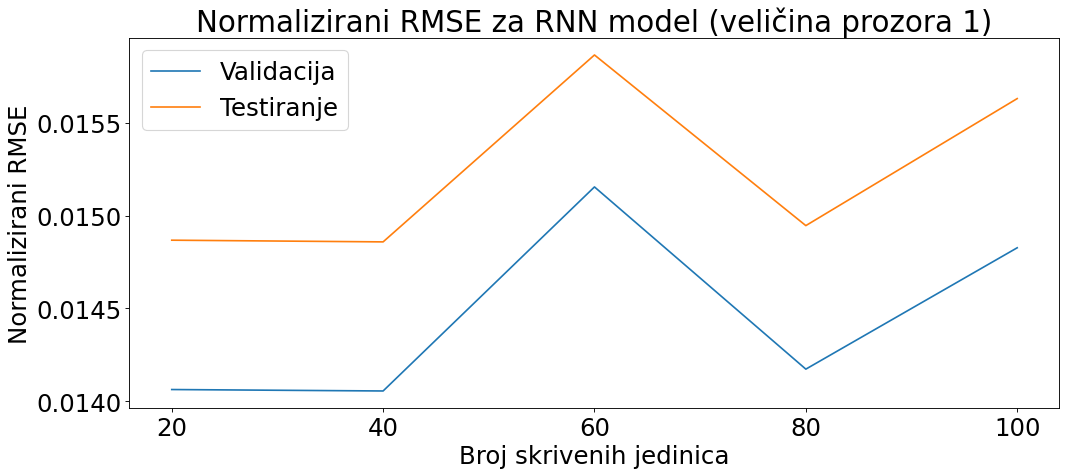 Normalizirani RMSE za RNN model (veličina prozora 1)
Validacija
Testiranje
Normalizirani RMSE
0.0155
0.0150
0.0145
0.0140
20 40 60 80 100
Broj skrivenih jedinica